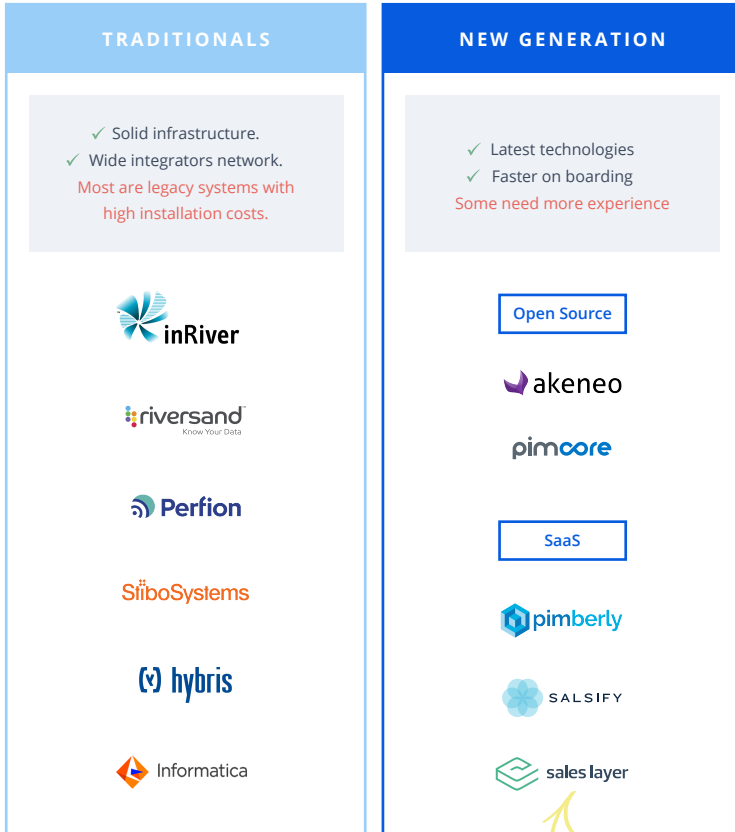 TRADITIONALS
✓ Solid infrastructure.
✓ Wide integrators network.
Most are legacy systems with
high installation costs.
inRiver
riversand
Know Your Data
Perfion
StiboSystems
hybris
Informatica
NEW GENERATION
✓ Latest technologies
✓ Faster on boarding
Some need more experience
Open Source
akeneo
pimcore
SaaS
pimberly
SALSIFY
sales layer